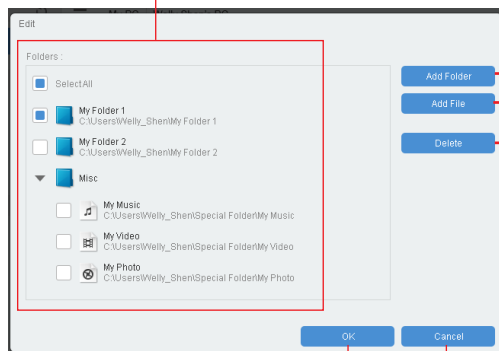 Edit
Folders :
SelectAll
Add Folder
My Folder 1
C:\Users\Welly_Shen\My Folder 1
Add File
My Folder 2
C:\Users\Welly_Shen\My Folder 2
Delete
Misc
My Music
C:\Users\Welly_Shen\Special Folder\My Music
My Video
C:\Users\Welly_Shen\Special Folder\My Video
My Photo
C:\Users\Welly_Shen\Special Folder\My Photo
OK
Cancel